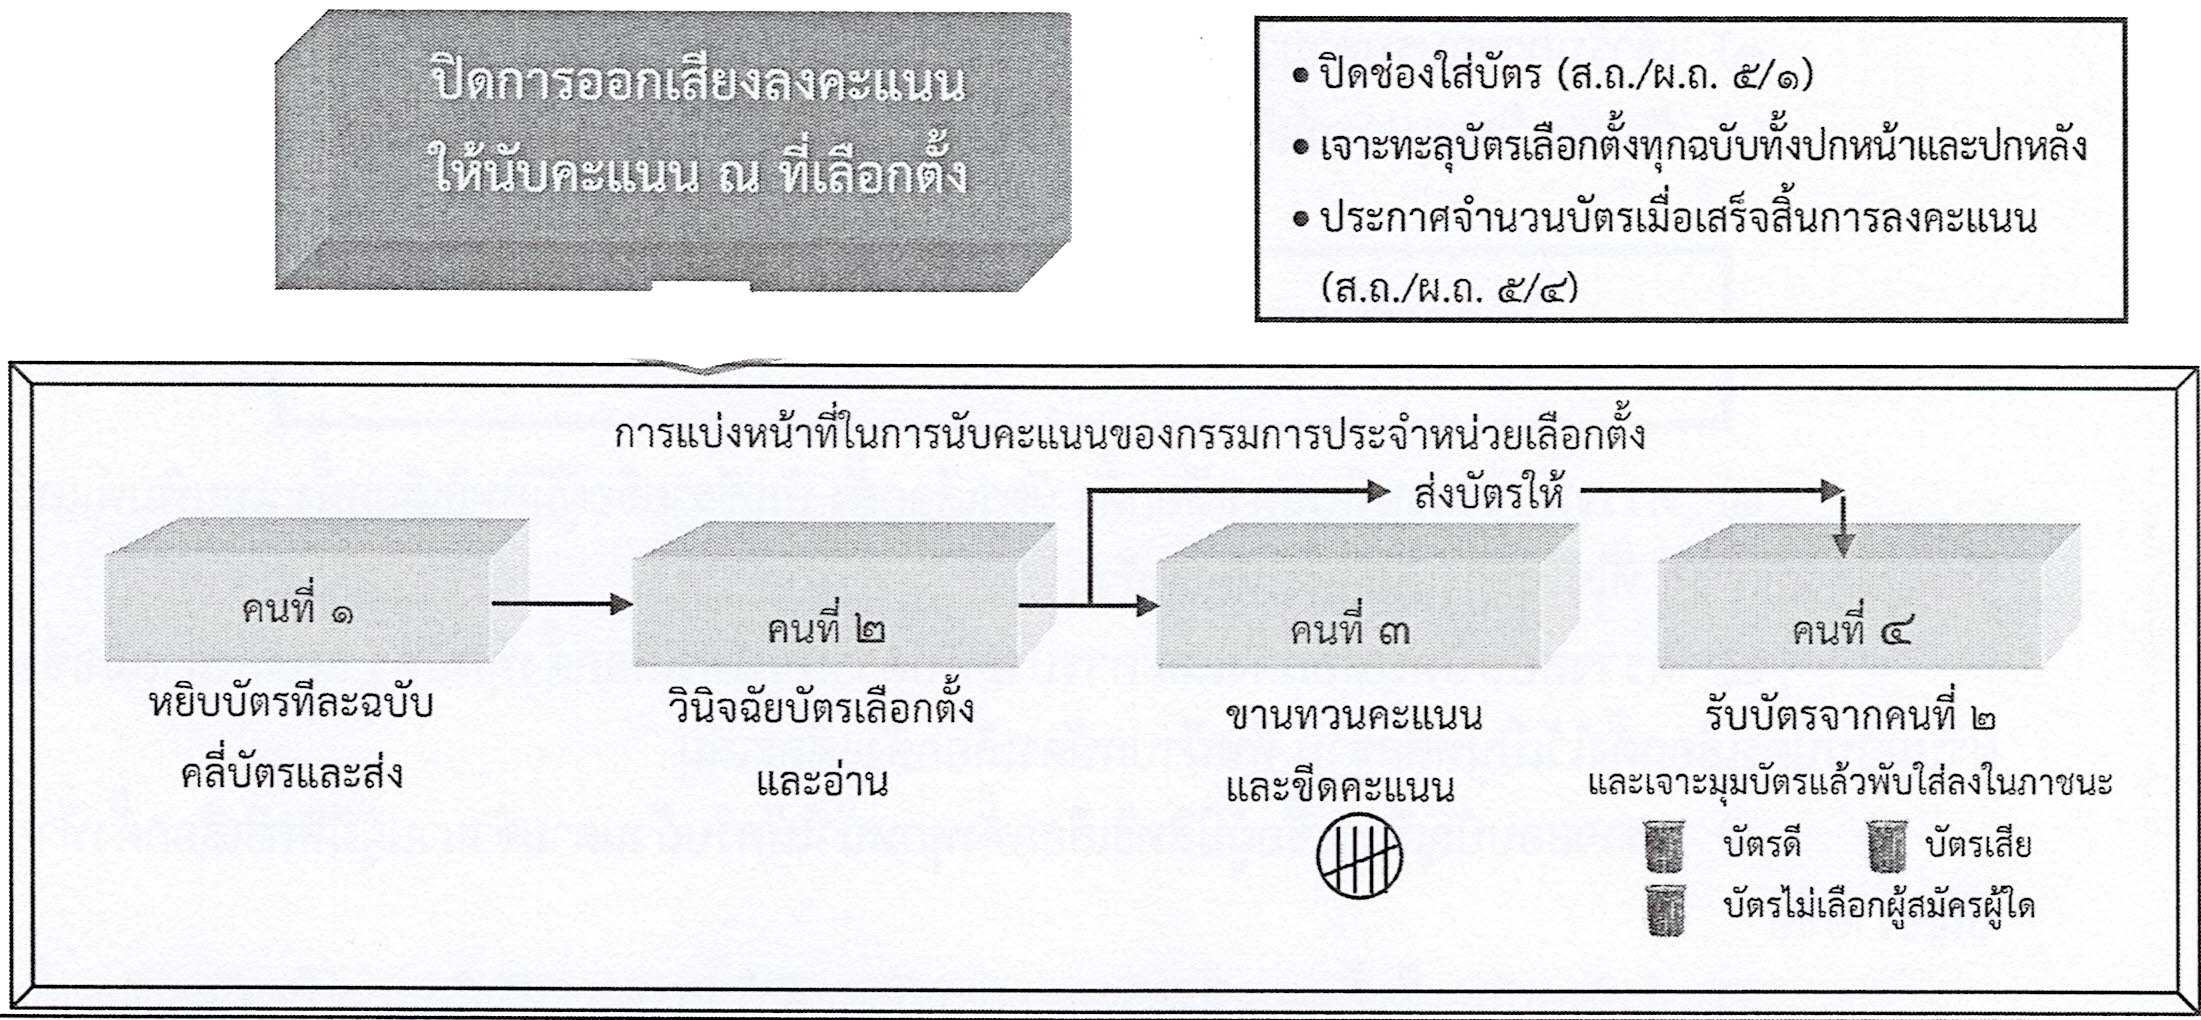 ปิดการออกเสียงลงคะแนน
ให้นับคะแนน ณ ที่เลือกตั้ง
• ปิดช่องใส่บัตร (ส.ถ./ผ.ถ. ๕/๑)
• เจาะทะลุบัตรเลือกตั้งทุกฉบับทั้งปกหน้าและปกหลัง
• ประกาศจำนวนบัตรเมื่อเสร็จสิ้นการลงคะแนน
(ส.ถ./ผ.ถ. ๕/๔)
การแบ่งหน้าที่ในการนับคะแนนของกรรมการประจำหน่วยเลือกตั้ง
ส่งบัตรให้
คนที่ ๑
หยิบบัตรทีละฉบับ
คลี่บัตรและส่ง
คนที่ ๒
วินิจฉัยบัตรเลือกตั้ง
และอ่าน
คนที่ ๓
ขานทวนคะแนน
และขีดคะแนน
คนที่ ๔
รับบัตรจากคนที่ ๒
และเจาะมุมบัตรแล้วพับใส่ลงในภาชนะ
บัตรดี
บัตรเสีย
บัตรไม่เลือกผู้สมัครผู้ใด